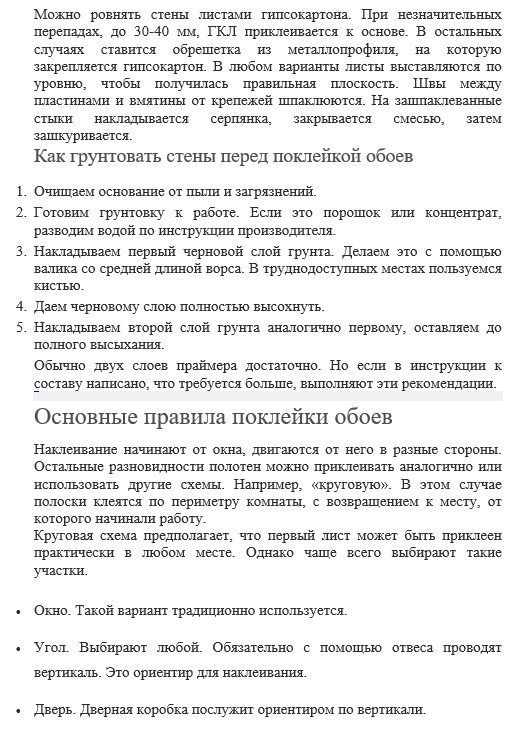 Можно ровнять стены листами гипсокартона. При незначительных
перепадах, до 30-40 мм, ГКЛ приклеивается к основе. В остальных
случаях ставится обрешетка из металлопрофиля, на которую
закрепляется гипсокартон. В любом варианты листы выставляются по
уровню, чтобы получилась правильная плоскость. Швы между
пластинами и вмятины от крепежей шпаклюются. На зашпаклеванные
стыки накладывается серпянка, закрывается смесью, затем
зашкуривается.
Как грунтовать стены перед поклейкой обоев
1. Очищаем основание от пыли и загрязнений.
2. Готовим грунтовку к работе. Если это порошок или концентрат,
разводим водой по инструкции производителя.
3. Накладываем первый черновой слой грунта. Делаем это с помощью
валика со средней длиной ворса. В труднодоступных местах пользуемся
кистью.
4. Даем черновому слою полностью высохнуть.
5. Накладываем второй слой грунта аналогично первому, оставляем до
полного высыхания.
Обычно двух слоев праймера достаточно. Но если в инструкции к
составу написано, что требуется больше, выполняют эти рекомендации.
Основные правила поклейки обоев
Наклеивание начинают от окна, двигаются от него в разные стороны.
Остальные разновидности полотен можно приклеивать аналогично или
использовать другие схемы. Например, «круговую». В этом случае
полоски клеятся по периметру комнаты, с возвращением к месту, от
которого начинали работу.
Круговая схема предполагает, что первый лист может быть приклеен
практически в любом месте. Однако чаще всего выбирают такие
участки.
• Окно. Такой вариант традиционно используется.
• Угол. Выбирают любой. Обязательно с помощью отвеса проводят
вертикаль. Это ориентир для наклеивания.
• Дверь. Дверная коробка послужит ориентиром по вертикали.